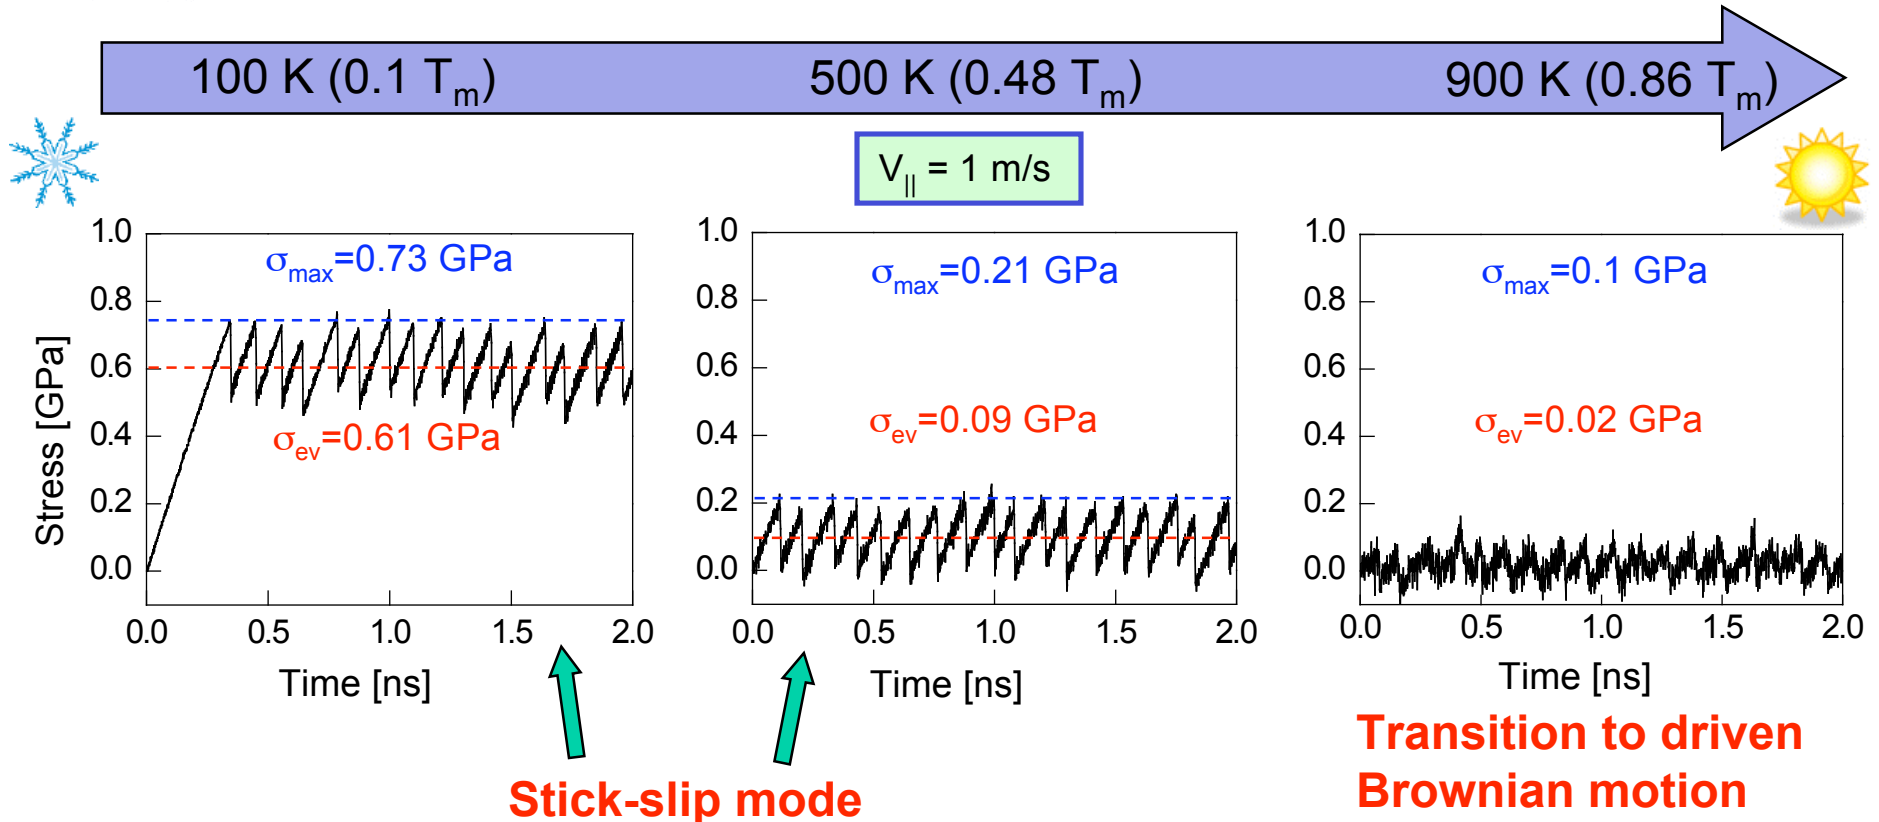 100 K (0.1 Tm) 500 K (0.48 Tm) 900 K (0.86 Tm)
V|| = 1 m/s
Stress [GPa]
1.0
0.8
0.6
0.4
0.2
0.0
σmax=0.73 GPa
σev=0.61 GPa
0.0 0.5 1.0 1.5 2.0
Time [ns]
1.0
0.8
0.6
0.4
0.2
0.0
σmax=0.21 GPa
σev=0.09 GPa
0.0 0.5 1.0 1.5 2.0
Time [ns]
1.0
0.8
0.6
0.4
0.2
0.0
σmax=0.1 GPa
σev=0.02 GPa
0.0 0.5 1.0 1.5 2.0
Time [ns]
Stick-slip mode
Transition to driven
Brownian motion